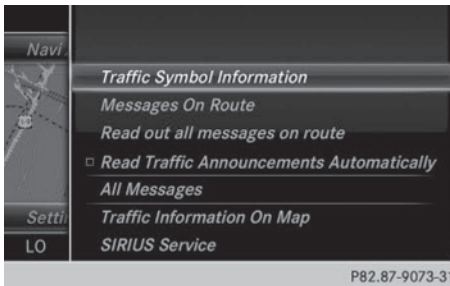 Navi
Traffic Symbol Information
Messages On Route
Read out all messages on route
Read Traffic Announcements Automatically
All Messages
Setti
Traffic Information On Map
LO
SIRIUS Service
P82.87-9073-31